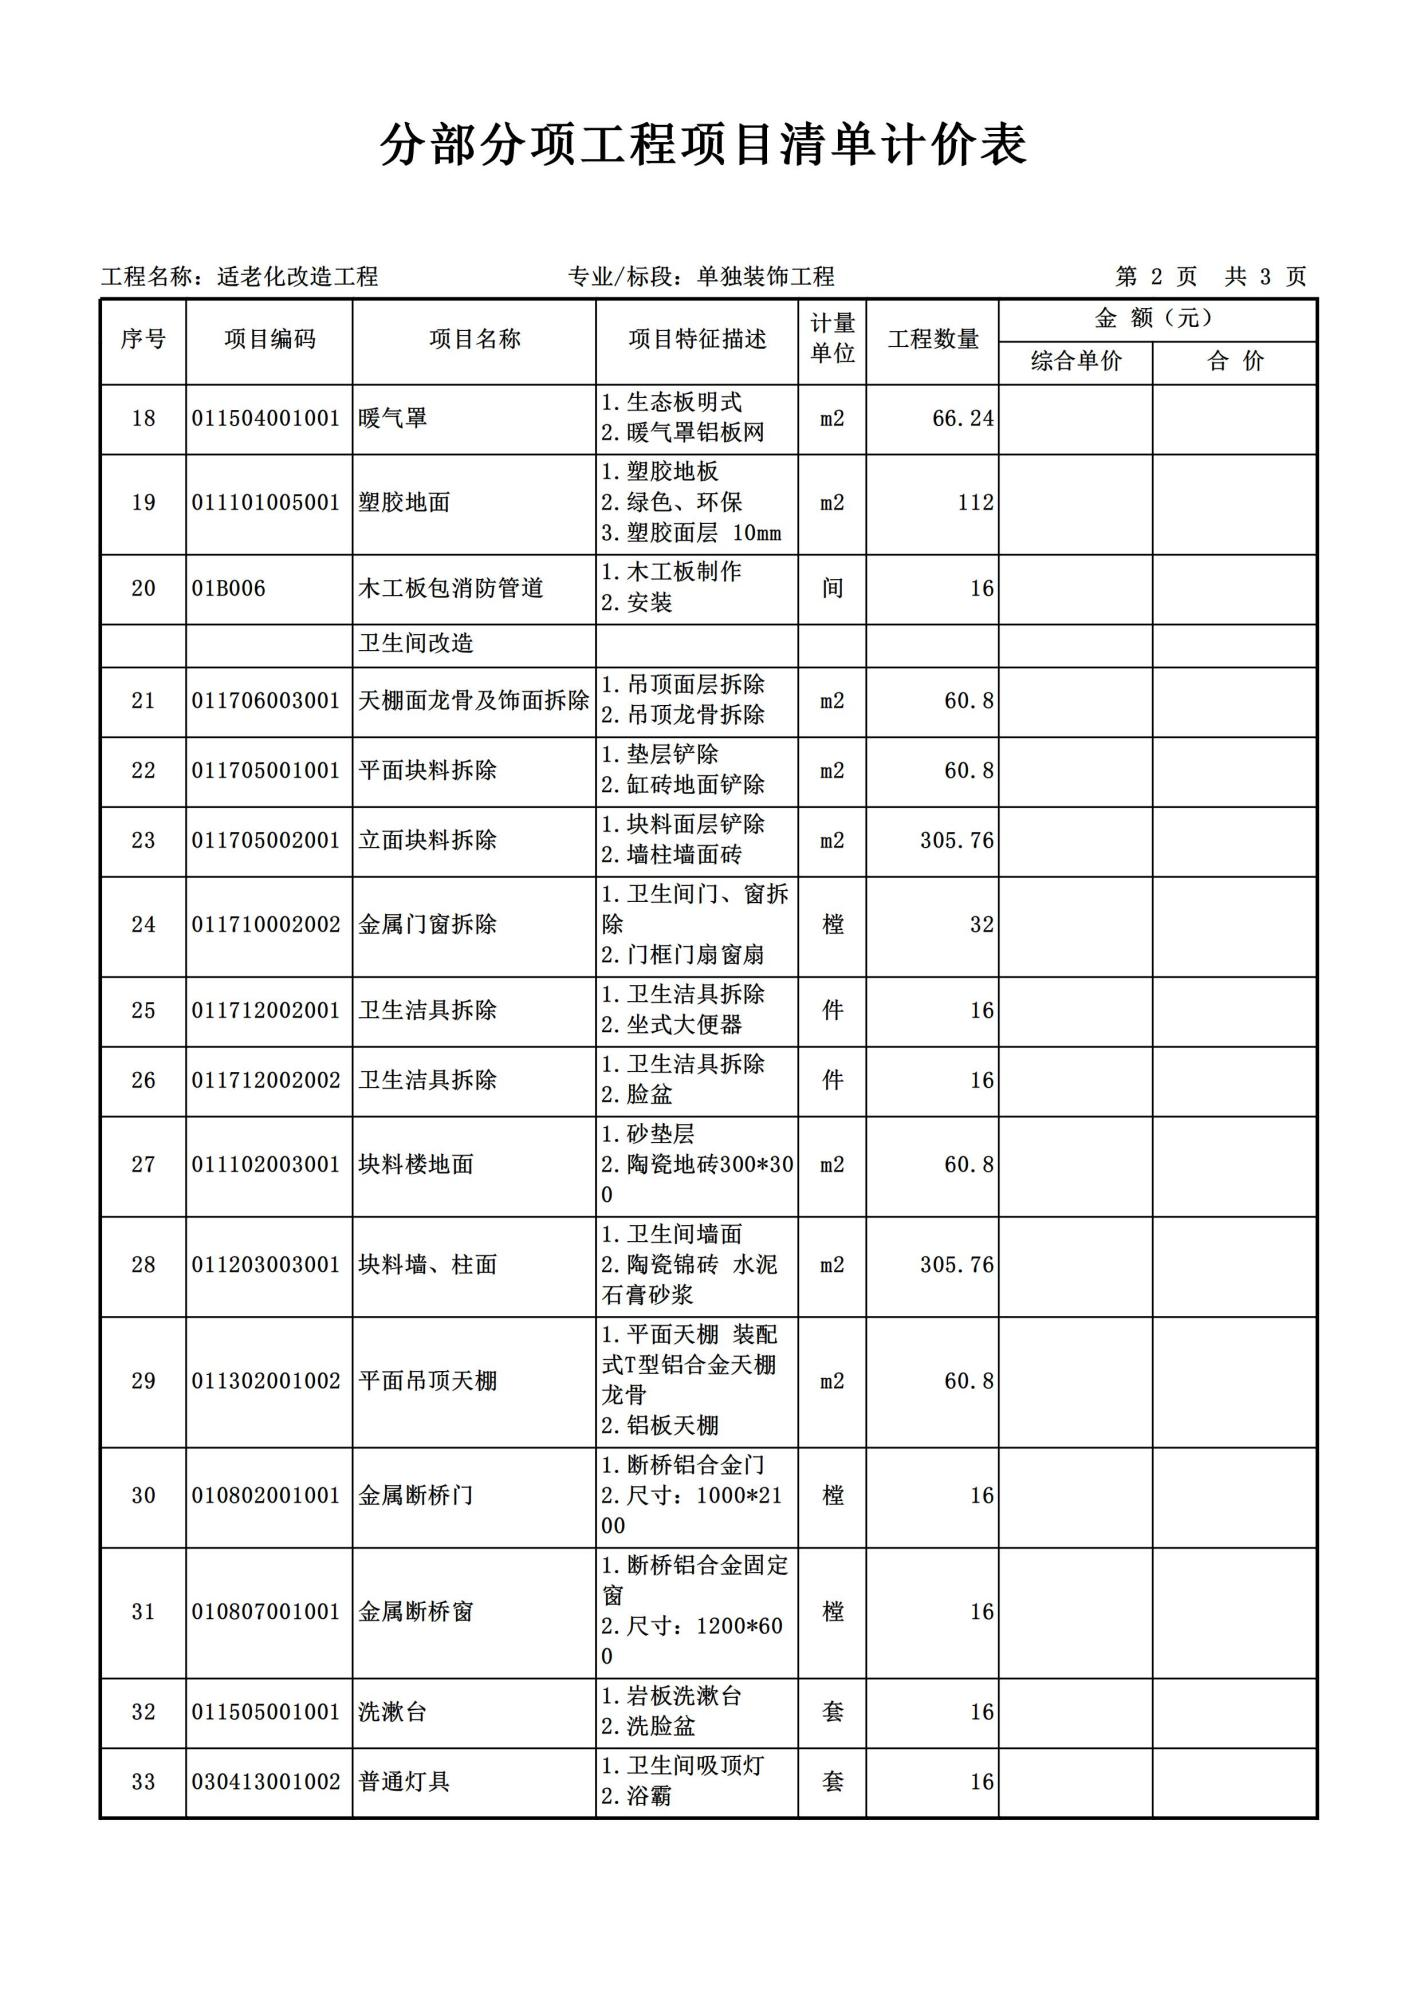 分部分项工程项目清单计价表
工程名称：适老化改造工程 专业/标段：单独装饰工程 第 2 页 共 3 页
序号 项目编码 项目名称 项目特征描述 计量单位 工程数量 金 额（元）
综合单价 合 价
18 011504001001 暖气罩 1.生态板明式
2.暖气罩铝板网 m2 66.24
19 011101005001 塑胶地面 1.塑胶地板
2.绿色、环保
3.塑胶面层 10mm m2 112
20 01B006 木工板包消防管道 1.木工板制作
2.安装 间 16
卫生间改造
21 011706003001 天棚面龙骨及饰面拆除 1.吊顶面层拆除
2.吊顶龙骨拆除 m2 60.8
22 011705001001 平面块料拆除 1.垫层铲除
2.缸砖地面铲除 m2 60.8
23 011705002001 立面块料拆除 1.块料面层铲除
2.墙柱墙面砖 m2 305.76
24 011710002002 金属门窗拆除 1.卫生间门、窗拆
除
2.门框门扇窗扇 樘 32
25 011712002001 卫生洁具拆除 1.卫生洁具拆除
2.坐式大便器 件 16
26 011712002002 卫生洁具拆除 1.卫生洁具拆除
2.脸盆 件 16
27 011102003001 块料楼地面 1.砂垫层
2.陶瓷地砖300*30
0 m2 60.8
28 011203003001 块料墙、柱面 1.卫生间墙面
2.陶瓷锦砖 水泥
石膏砂浆 m2 305.76
29 011302001002 平面吊顶天棚 1.平面天棚 装配
式T型铝合金天棚
龙骨
2.铝板天棚 m2 60.8
30 010802001001 金属断桥门 1.断桥铝合金门
2.尺寸：1000*21
00 樘 16
31 010807001001 金属断桥窗 1.断桥铝合金固定
窗
2.尺寸：1200*60
0 樘 16
32 011505001001 洗漱台 1.岩板洗漱台
2.洗脸盆 套 16
33 030413001002 普通灯具 1.卫生间吸顶灯
2.浴霸 套 16